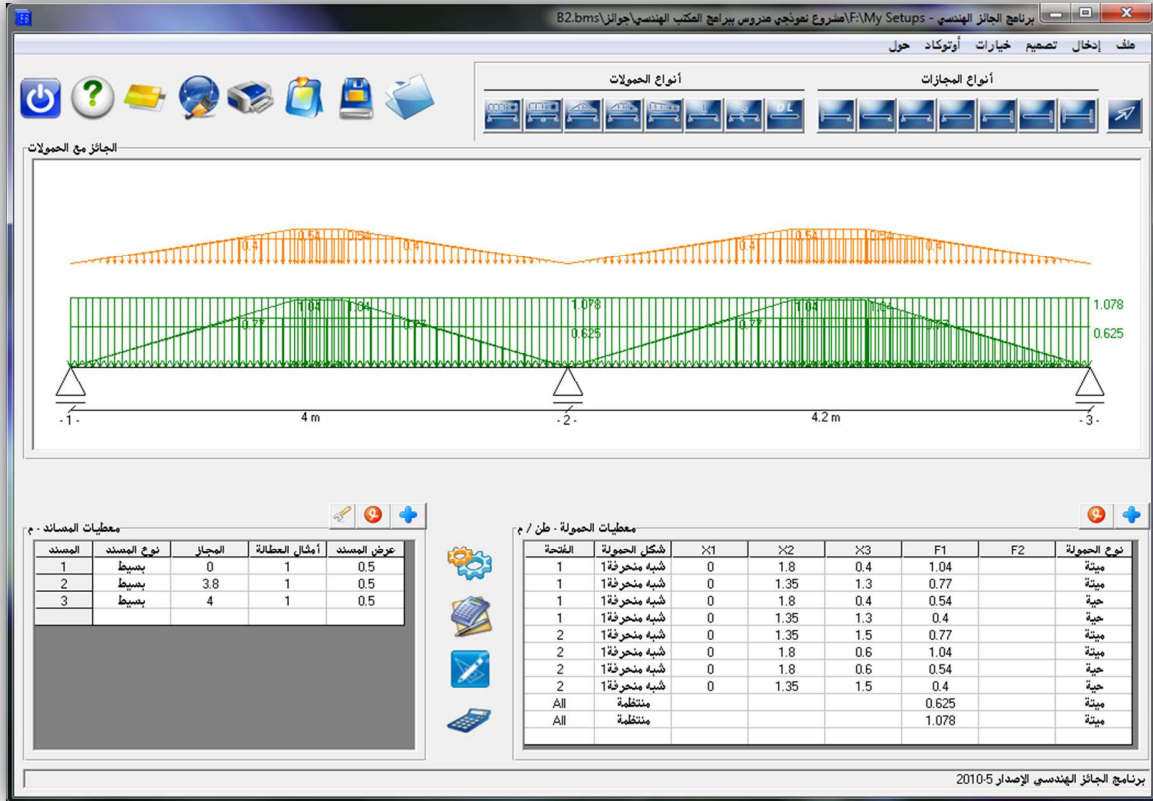 برنامج الجائز الهندسي - F:\My Setups\مشروع نموذجي مدروس ببرامج المكتب الهندسي\جوائز\B2.bms
ملف إدخال تصميم خيارات أوتوكاد حول
أنواع المجازات
أنواع الحمولات
DL
الجائز مع الحمولات
0.4 0.54 0.54 0.4 0.4 0.54 0.54 0.4
1.04 1.04 1.078 1.04 1.04 1.078
0.77 0.77 0.625 0.77 0.77 0.625
4 m 4.2 m
- 1 - - 2 - - 3 -
معطيات المساند - م
المسند نوع المسند المجاز أمثال العطالة عرض المسند
1 بسيط 0 1 0.5
2 بسيط 3.8 1 0.5
3 بسيط 4 1 0.5
معطيات الحمولة - طن / م
الفتحة شكل الحمولة X1 X2 X3 F1 F2 نوع الحمولة
1 شبه منحرفة1 0 1.8 0.4 1.04 ميتة
1 شبه منحرفة1 0 1.35 1.3 0.77 ميتة
1 شبه منحرفة1 0 1.8 0.4 0.54 حية
1 شبه منحرفة1 0 1.35 1.3 0.4 حية
2 شبه منحرفة1 0 1.35 1.5 0.77 ميتة
2 شبه منحرفة1 0 1.8 0.6 1.04 ميتة
2 شبه منحرفة1 0 1.8 0.6 0.54 حية
2 شبه منحرفة1 0 1.35 1.5 0.4 حية
All منتظمة 0.625 ميتة
All منتظمة 1.078 ميتة
برنامج الجائز الهندسي الإصدار 5-2010